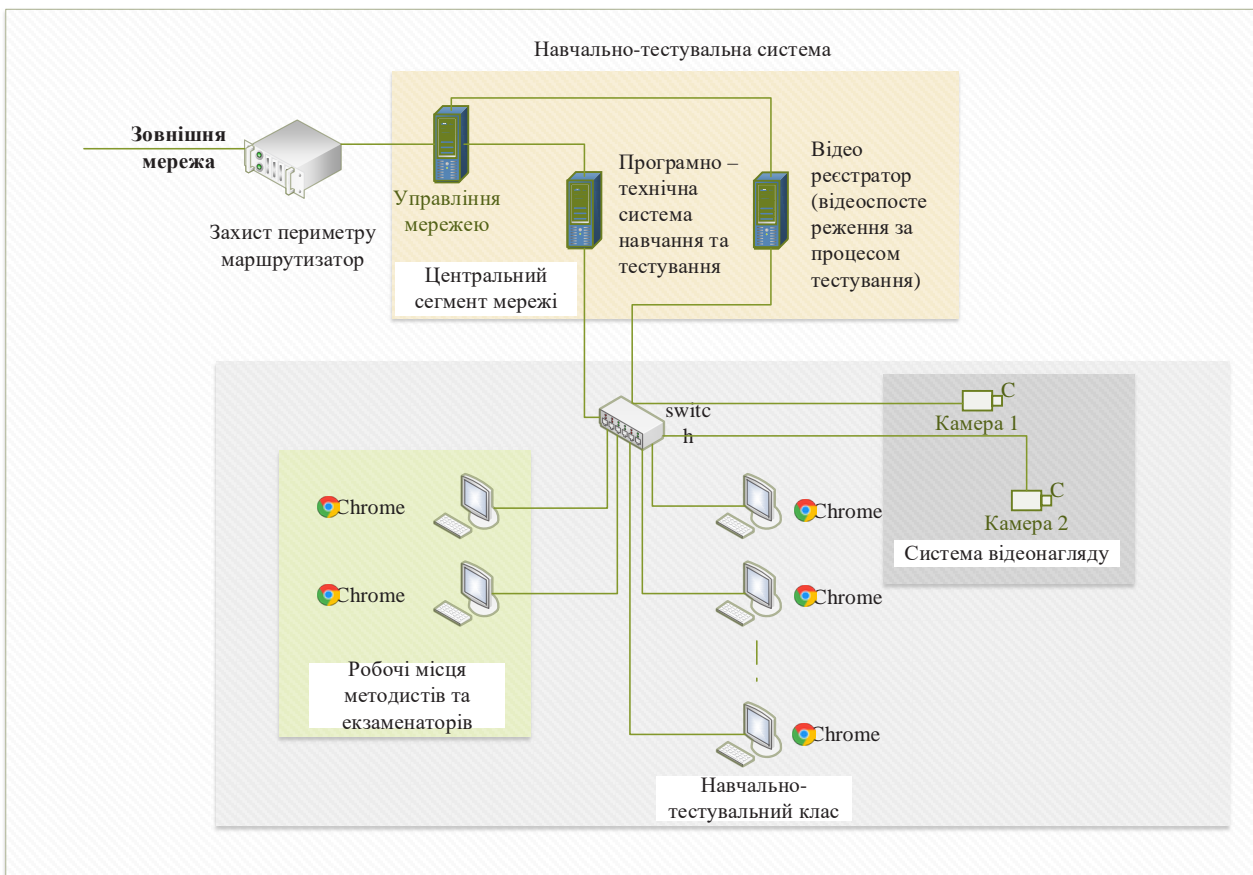 Навчально-тестувальна система
Зовнішня
мережа
Захист периметру
маршрутизатор
Управління
мережею
Центральний
сегмент мережі
Програмно –
технічна
система
навчання та
тестування
Відео
реєстратор
(відеоспосте
реження за
процесом
тестування)
switc
h
C
Камера 1
C
Камера 2
Система відеонагляду
Chrome
Chrome
Робочі місця
методистів та
екзаменаторів
Chrome
Chrome
Chrome
Навчально-
тестувальний клас